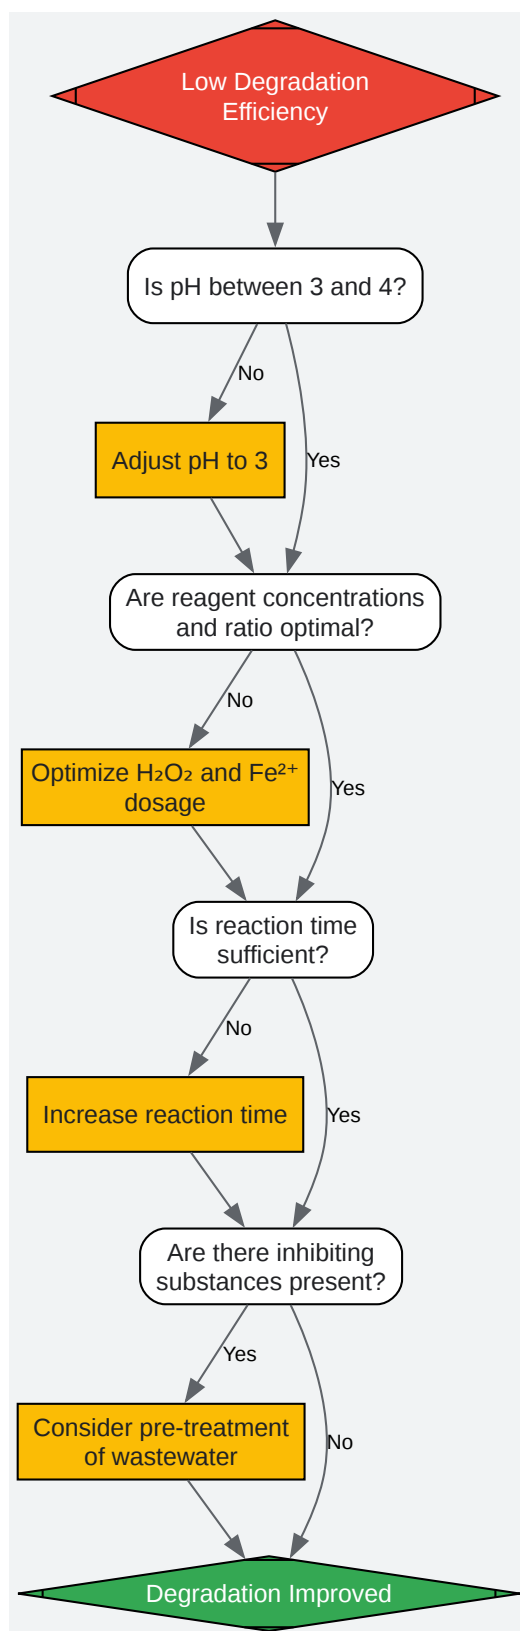 Low Degradation
Efficiency
Is pH between 3 and 4?
No
Adjust pH to 3
Yes
Are reagent concentrations
and ratio optimal?
No
Optimize H₂O₂ and Fe²⁺
dosage
Yes
Is reaction time
sufficient?
No
Increase reaction time
Yes
Are there inhibiting
substances present?
Yes
Consider pre-treatment
of wastewater
No
Degradation Improved